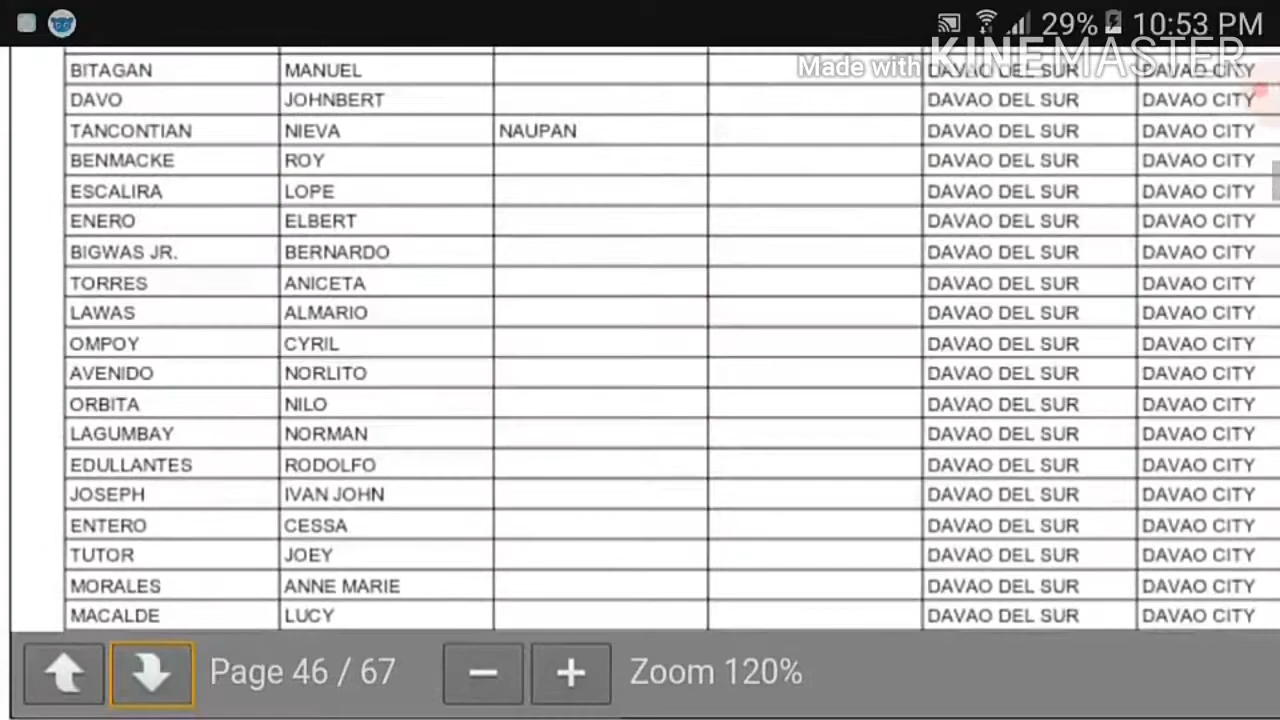 29% 10:53 PM
Made with KINEMASTER
BITAGAN MANUEL DAVAO DEL SUR DAVAO CITY
DAVO JOHNBERT DAVAO DEL SUR DAVAO CITY
TANCONTIAN NIEVA NAUPAN DAVAO DEL SUR DAVAO CITY
BENMACKE ROY DAVAO DEL SUR DAVAO CITY
ESCALIRA LOPE DAVAO DEL SUR DAVAO CITY
ENERO ELBERT DAVAO DEL SUR DAVAO CITY
BIGWAS JR. BERNARDO DAVAO DEL SUR DAVAO CITY
TORRES ANICETA DAVAO DEL SUR DAVAO CITY
LAWAS ALMARIO DAVAO DEL SUR DAVAO CITY
OMPOY CYRIL DAVAO DEL SUR DAVAO CITY
AVENIDO NORLITO DAVAO DEL SUR DAVAO CITY
ORBITA NILO DAVAO DEL SUR DAVAO CITY
LAGUMBAY NORMAN DAVAO DEL SUR DAVAO CITY
EDULLANTES RODOLFO DAVAO DEL SUR DAVAO CITY
JOSEPH IVAN JOHN DAVAO DEL SUR DAVAO CITY
ENTERO CESSA DAVAO DEL SUR DAVAO CITY
TUTOR JOEY DAVAO DEL SUR DAVAO CITY
MORALES ANNE MARIE DAVAO DEL SUR DAVAO CITY
MACALDE LUCY DAVAO DEL SUR DAVAO CITY
Page 46 / 67 − + Zoom 120%